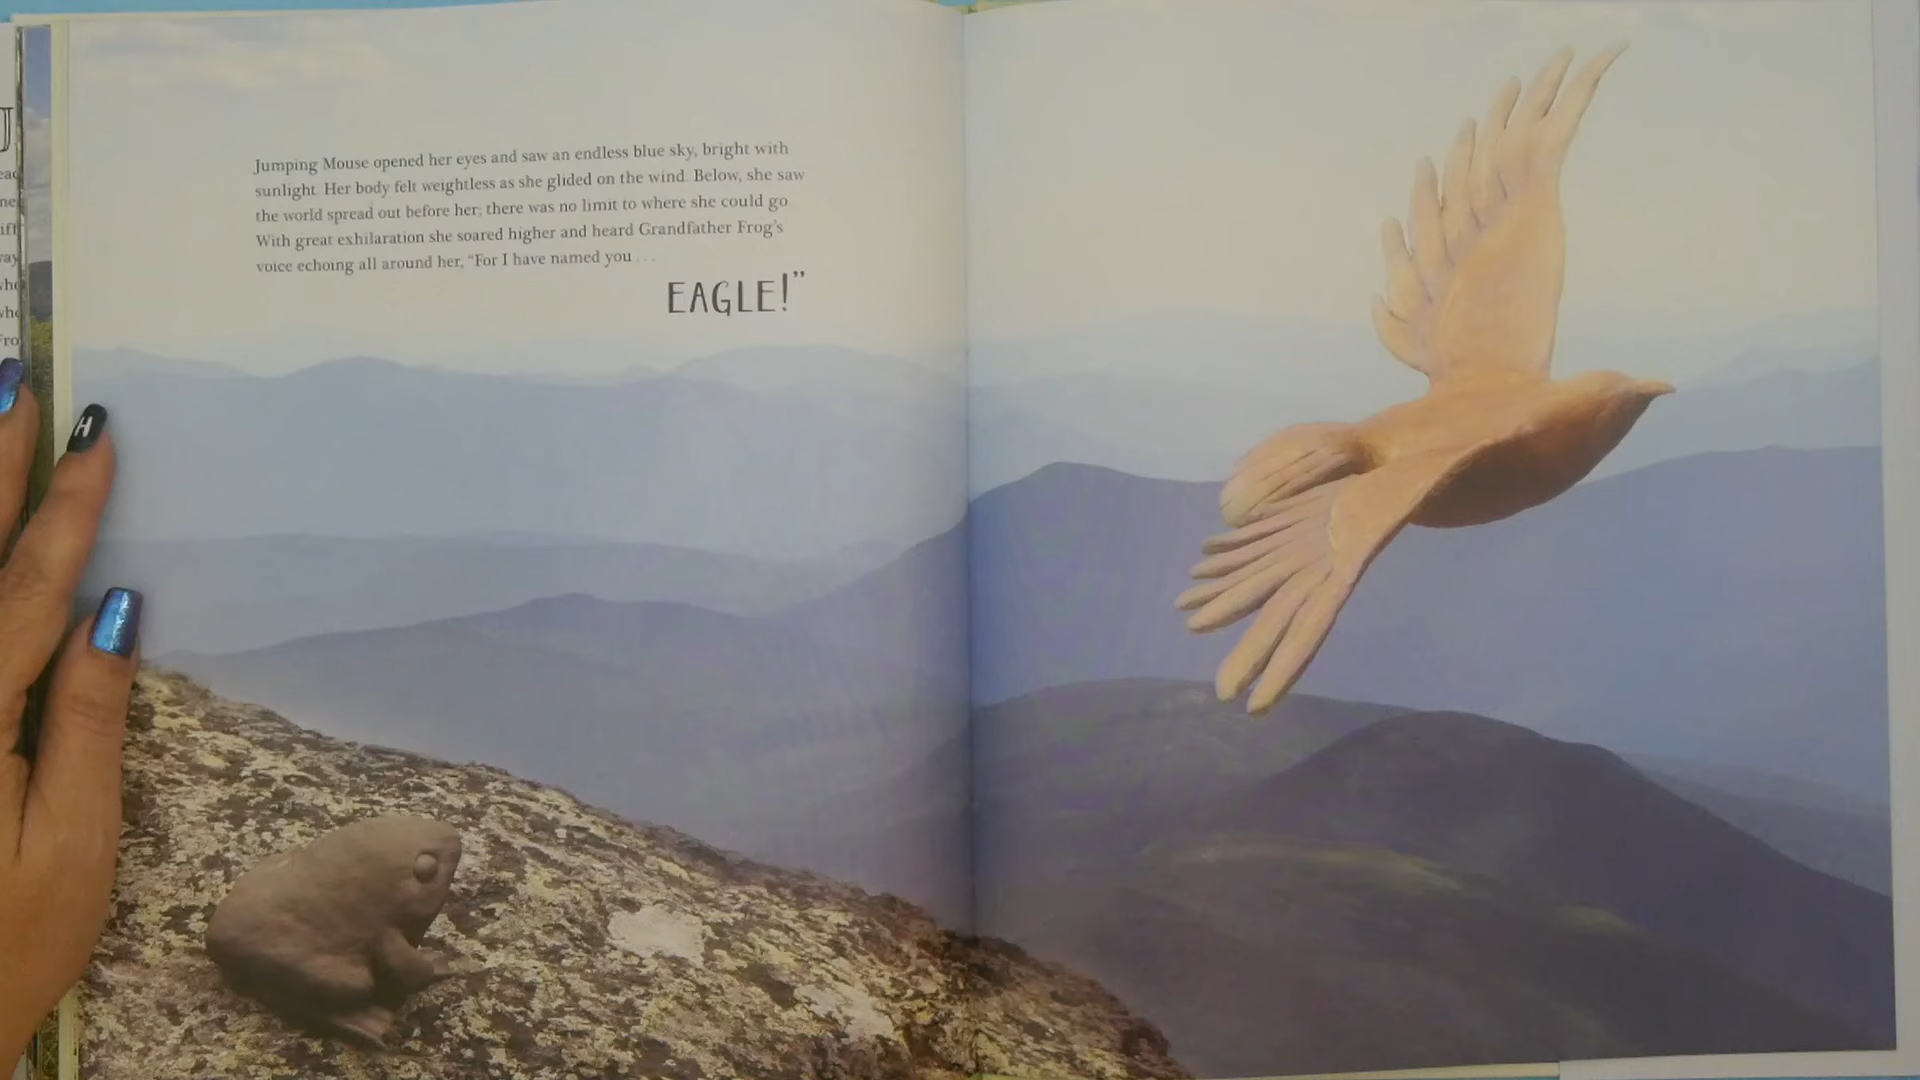 Jumping Mouse opened her eyes and saw an endless blue sky, bright with
sunlight. Her body felt weightless as she glided on the wind. Below, she saw
the world spread out before her; there was no limit to where she could go
With great exhilaration she soared higher and heard Grandfather Frog's
voice echoing all around her, “For I have named you . . .
EAGLE!”
H